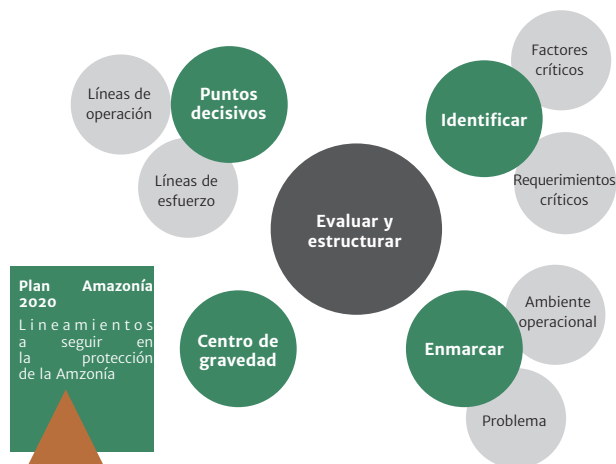 Puntos
decisivos
Líneas de
operación
Líneas de
esfuerzo
Factores
críticos
Identificar
Requerimientos
críticos
Evaluar y
estructurar
Plan Amazonía
2020
Lineamientos
a seguir en
la protección
de la Amzonía
Centro de
gravedad
Enmarcar
Ambiente
operacional
Problema